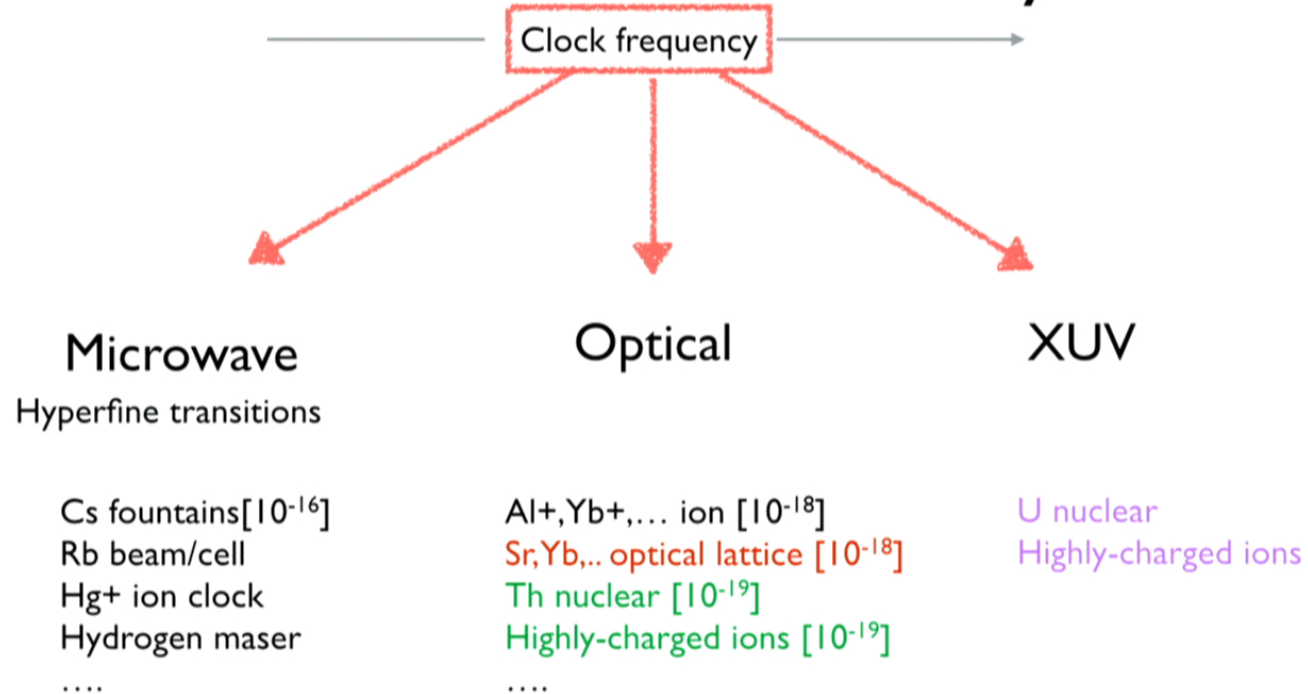 Clock frequency
Microwave
Hyperfine transitions
Cs fountains[10⁻¹⁶]
Rb beam/cell
Hg+ ion clock
Hydrogen maser
....
Optical
Al+,Yb+,... ion [10⁻¹⁸]
Sr,Yb,.. optical lattice [10⁻¹⁸]
Th nuclear [10⁻¹⁹]
Highly-charged ions [10⁻¹⁹]
....
XUV
U nuclear
Highly-charged ions